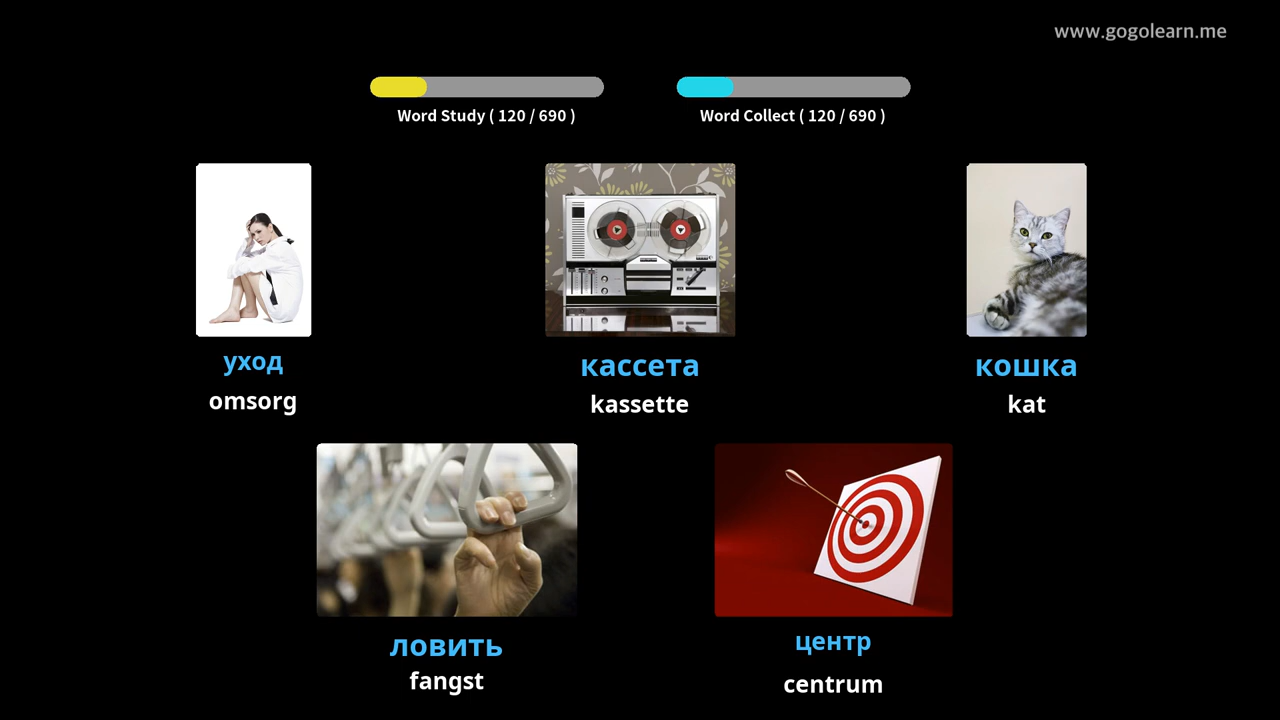 www.gogolearn.me
Word Study ( 120 / 690 )
Word Collect ( 120 / 690 )
уход
omsorg
кассета
kassette
кошка
kat
ловить
fangst
центр
centrum